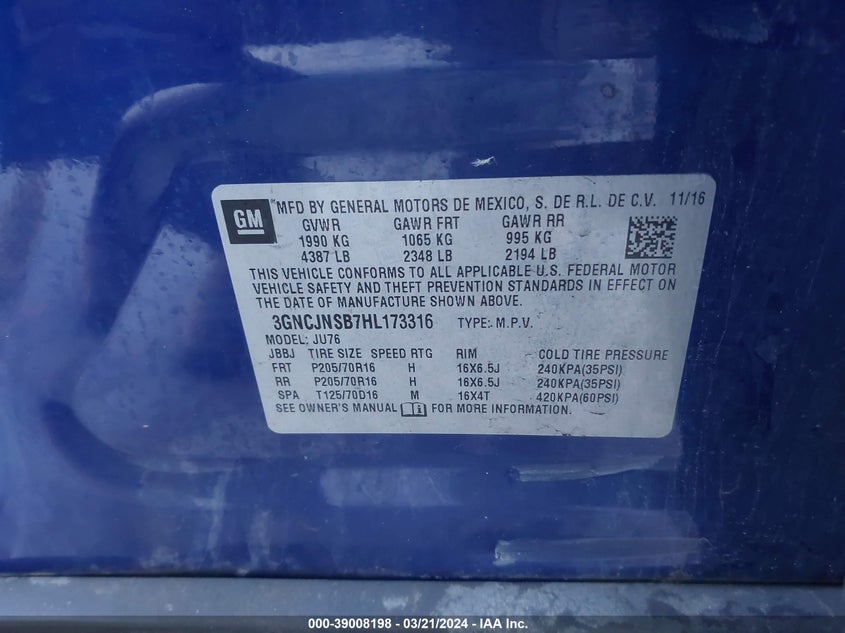 GM MFD BY GENERAL MOTORS DE MEXICO, S. DE R.L. DE C.V. 11/16
GVWR GAWR FRT GAWR RR
1990 KG 1065 KG 995 KG
4387 LB 2348 LB 2194 LB
THIS VEHICLE CONFORMS TO ALL APPLICABLE U.S. FEDERAL MOTOR
VEHICLE SAFETY AND THEFT PREVENTION STANDARDS IN EFFECT ON
THE DATE OF MANUFACTURE SHOWN ABOVE.
3GNCJNSB7HL173316 TYPE: M.P.V.
MODEL: JU76
JBBJ TIRE SIZE SPEED RTG RIM COLD TIRE PRESSURE
FRT P205/70R16 H 16X6.5J 240KPA(35PSI)
RR P205/70R16 H 16X6.5J 240KPA(35PSI)
SPA T125/70D16 M 16X4T 420KPA(60PSI)
SEE OWNER'S MANUAL FOR MORE INFORMATION.
000-39008198 - 03/21/2024 - IAAI Inc.